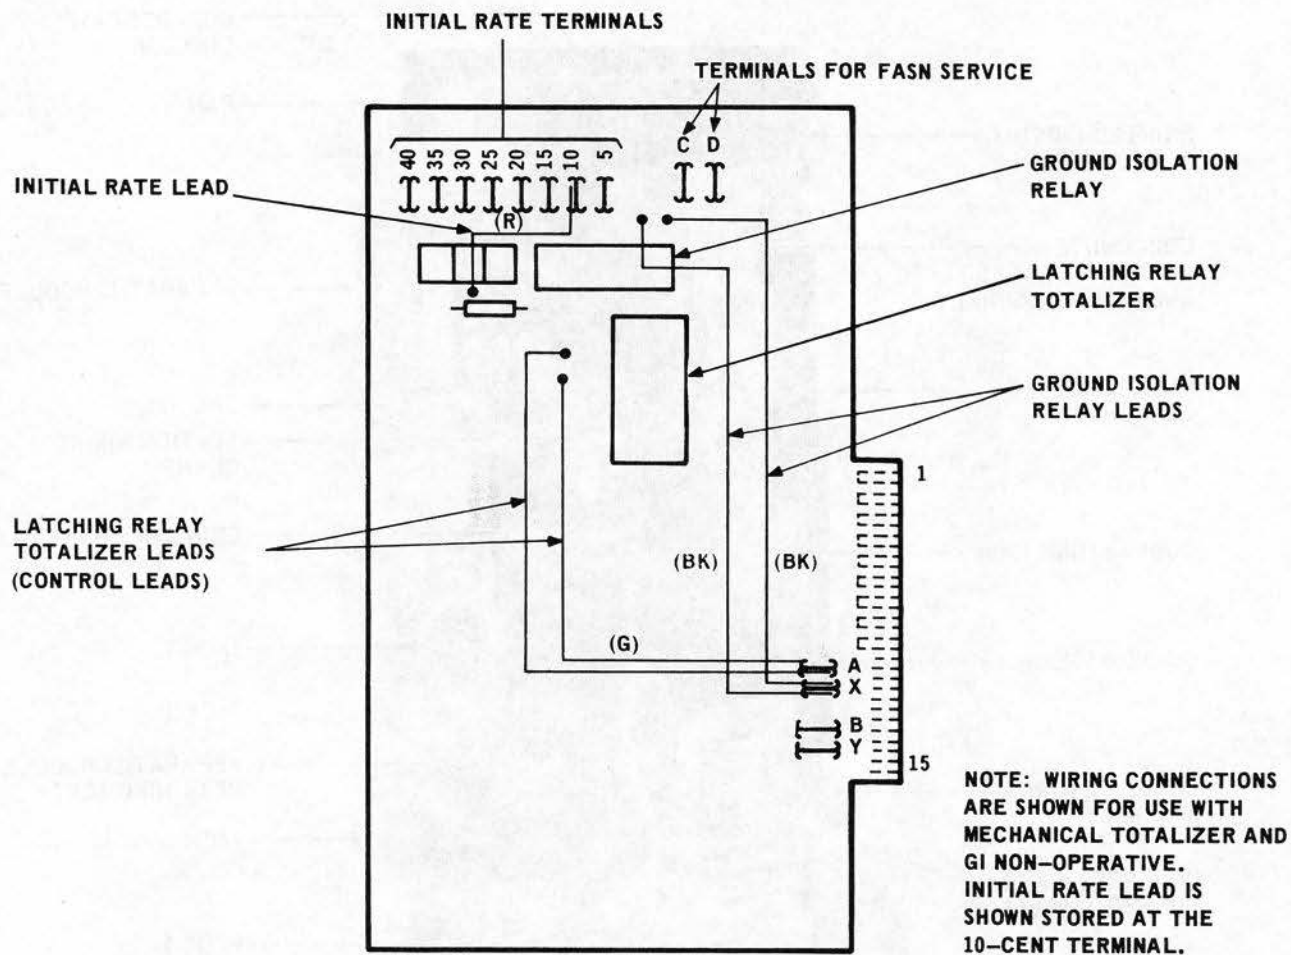 INITIAL RATE TERMINALS
TERMINALS FOR FASN SERVICE
40 35 30 25 20 15 10 5
C D
GROUND ISOLATION
RELAY
INITIAL RATE LEAD
(R)
LATCHING RELAY
TOTALIZER
GROUND ISOLATION
RELAY LEADS
1
LATCHING RELAY
TOTALIZER LEADS
(CONTROL LEADS)
(BK) (BK)
(G)
A
X
B
Y
15
NOTE: WIRING CONNECTIONS
ARE SHOWN FOR USE WITH
MECHANICAL TOTALIZER AND
GI NON-OPERATIVE.
INITIAL RATE LEAD IS
SHOWN STORED AT THE
10-CENT TERMINAL.